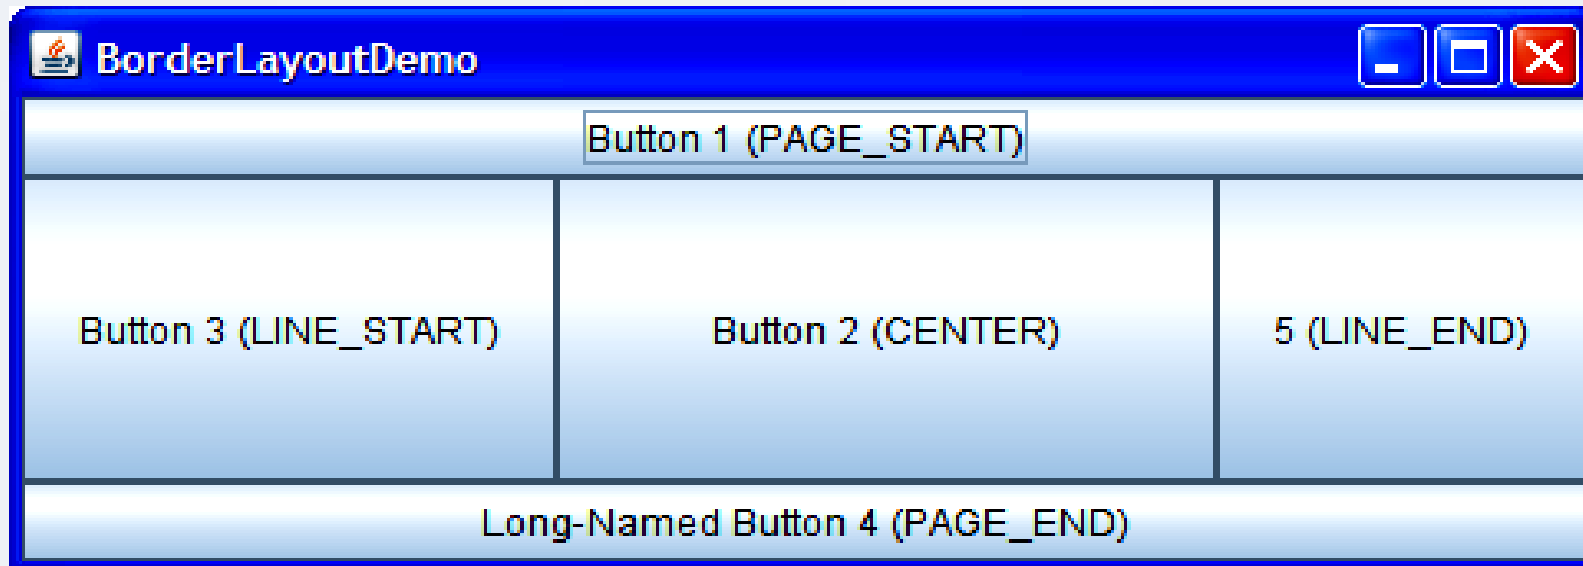 BorderLayoutDemo
Button 1 (PAGE_START)
Button 3 (LINE_START)
Button 2 (CENTER)
5 (LINE_END)
Long-Named Button 4 (PAGE_END)